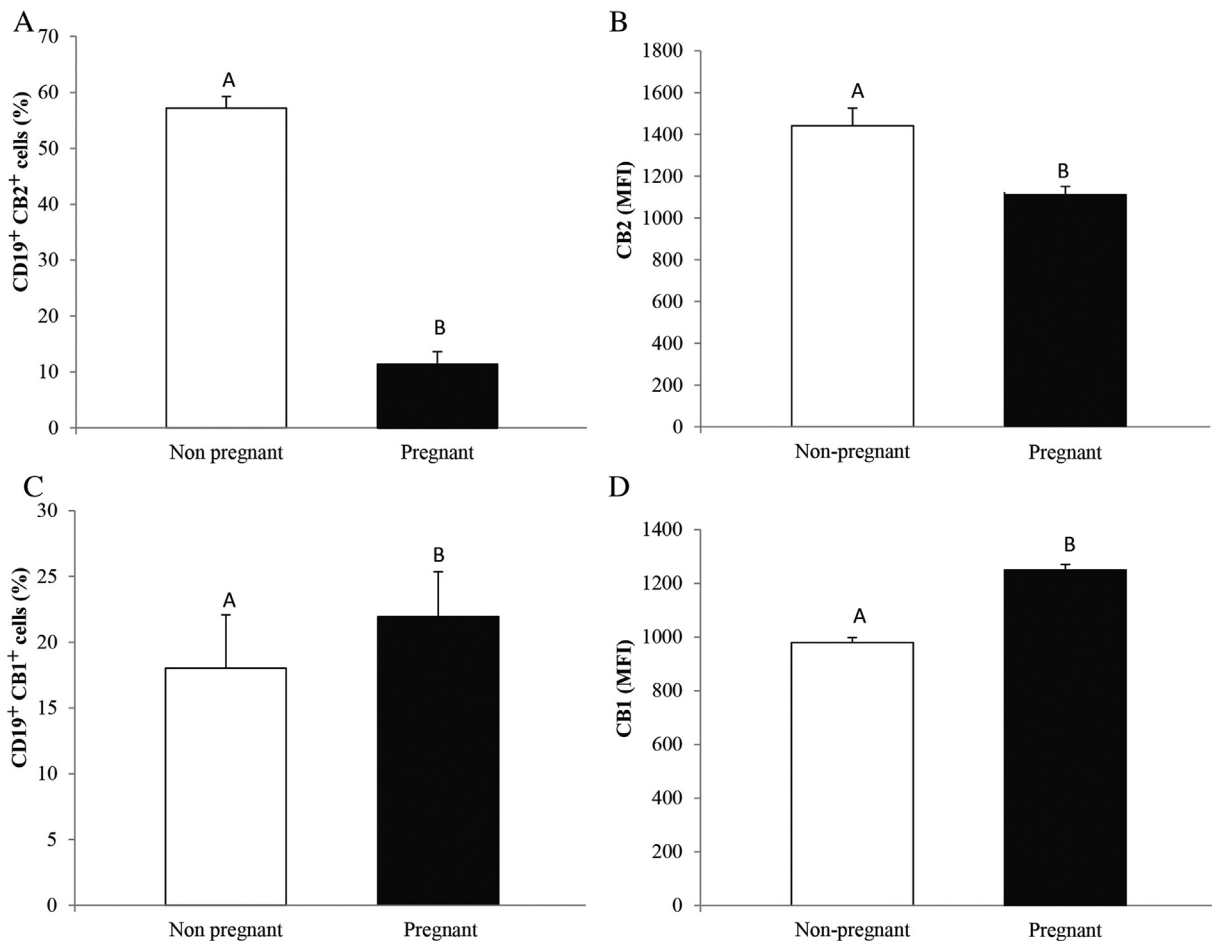 A
CD19+ CB2+ cells (%)
70
60
50
40
30
20
10
0
A
B
Non pregnant
Pregnant
B
CB2 (MFI)
1800
1600
1400
1200
1000
800
600
400
200
0
A
B
Non-pregnant
Pregnant
C
CD19+ CB1+ cells (%)
30
25
20
15
10
5
0
A
B
Non pregnant
Pregnant
D
CB1 (MFI)
1400
1200
1000
800
600
400
200
0
A
B
Non-pregnant
Pregnant